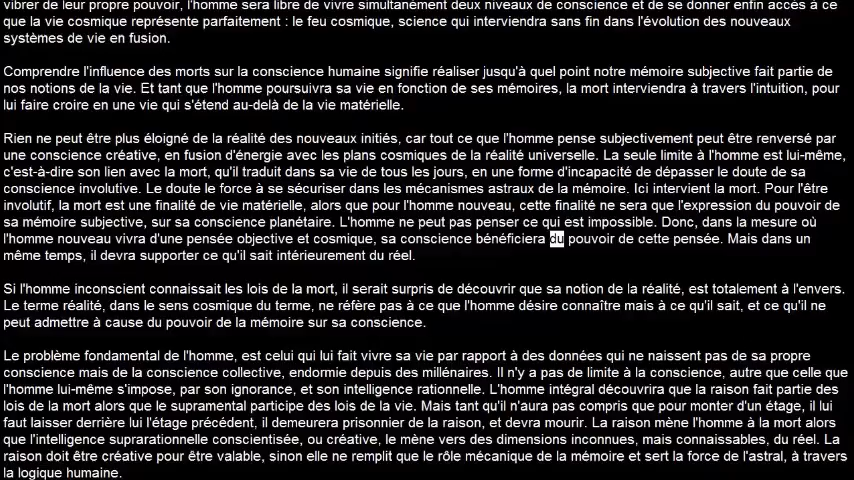 vibrer de leur propre pouvoir, l'homme sera libre de vivre simultanément deux niveaux de conscience et de se donner enfin accès à ce
que la vie cosmique représente parfaitement : le feu cosmique, science qui interviendra sans fin dans l'évolution des nouveaux
systèmes de vie en fusion.
Comprendre l'influence des morts sur la conscience humaine signifie réaliser jusqu'à quel point notre mémoire subjective fait partie de
nos notions de la vie. Et tant que l'homme poursuivra sa vie en fonction de ses mémoires, la mort interviendra à travers l'intuition, pour
lui faire croire en une vie qui s'étend au-delà de la vie matérielle.
Rien ne peut être plus éloigné de la réalité des nouveaux initiés, car tout ce que l'homme pense subjectivement peut être renversé par
une conscience créative, en fusion d'énergie avec les plans cosmiques de la réalité universelle. La seule limite à l'homme est lui-même,
c'est-à-dire son lien avec la mort, qu'il traduit dans sa vie de tous les jours, en une forme d'incapacité de dépasser le doute de sa
conscience involutive. Le doute le force à se sécuriser dans les mécanismes astraux de la mémoire. Ici intervient la mort. Pour l'être
involutif, la mort est une finalité de vie matérielle, alors que pour l'homme nouveau, cette finalité ne sera que l'expression du pouvoir de
sa mémoire subjective, sur sa conscience planétaire. L'homme ne peut pas penser ce qui est impossible. Donc, dans la mesure où
l'homme nouveau vivra d'une pensée objective et cosmique, sa conscience bénéficiera du pouvoir de cette pensée. Mais dans un
même temps, il devra supporter ce qu'il sait intérieurement du réel.
Si l'homme inconscient connaissait les lois de la mort, il serait surpris de découvrir que sa notion de la réalité, est totalement à l'envers.
Le terme réalité, dans le sens cosmique du terme, ne réfère pas à ce que l'homme désire connaître mais à ce qu'il sait, et ce qu'il ne
peut admettre à cause du pouvoir de la mémoire sur sa conscience.
Le problème fondamental de l'homme, est celui qui lui fait vivre sa vie par rapport à des données qui ne naissent pas de sa propre
conscience mais de la conscience collective, endormie depuis des millénaires. Il n'y a pas de limite à la conscience, autre que celle que
l'homme lui-même s'impose, par son ignorance, et son intelligence rationnelle. L'homme intégral découvrira que la raison fait partie des
lois de la mort alors que le supramental participe des lois de la vie. Mais tant qu'il n'aura pas compris que pour monter d'un étage, il lui
faut laisser derrière lui l'étage précédent, il demeurera prisonnier de la raison, et devra mourir. La raison mène l'homme à la mort alors
que l'intelligence suprarationnelle conscientisée, ou créative, le mène vers des dimensions inconnues, mais connaissables, du réel. La
raison doit être créative pour être valable, sinon elle ne remplit que le rôle mécanique de la mémoire et sert la force de l'astral, à travers
la logique humaine.